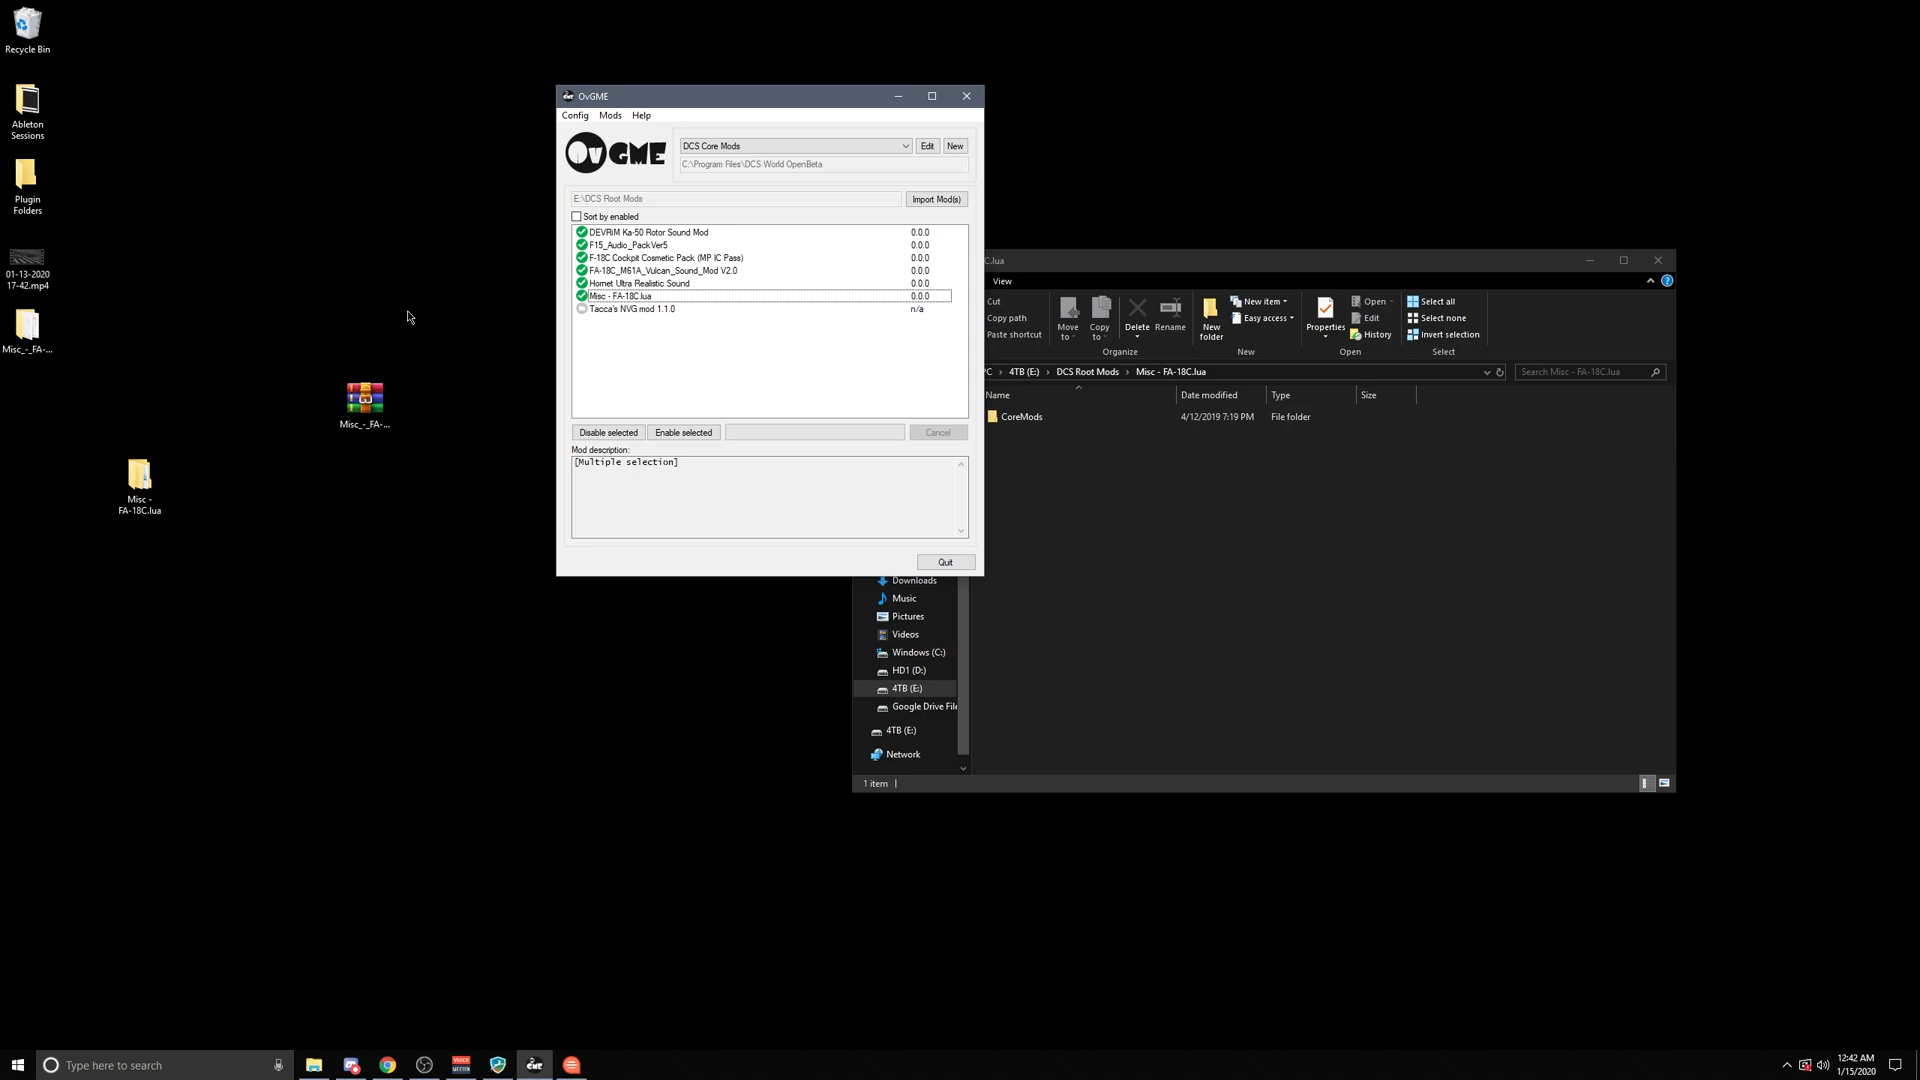 Recycle Bin
Ableton
Sessions
Plugin
Folders
01-13-2020
17-42.mp4
Misc_-_FA-...
Misc_-_FA-...
Misc -
FA-18C.lua
OvGME
Config Mods Help
OvGME
DCS Core Mods
Edit
New
C:\Program Files\DCS World OpenBeta
E:\DCS Root Mods
Import Mod(s)
Sort by enabled
DEVRiM Ka-50 Rotor Sound Mod 0.0.0
F15_Audio_PackVer5 0.0.0
F-18C Cockpit Cosmetic Pack (MP IC Pass) 0.0.0
FA-18C_M61A_Vulcan_Sound_Mod V2.0 0.0.0
Hornet Ultra Realistic Sound 0.0.0
Misc - FA-18C.lua 0.0.0
Tacca's NVG mod 1.1.0 n/a
Disable selected
Enable selected
Cancel
Mod description:
[Multiple selection]
Quit
C.lua
View
Cut
Copy path
Paste shortcut
Move
to
Copy
to
Delete
Rename
Organize
New
folder
New item
Easy access
New
Properties
Open
Edit
History
Open
Select all
Select none
Invert selection
Select
PC > 4TB (E:) > DCS Root Mods > Misc - FA-18C.lua
Search Misc - FA-18C.lua
Name Date modified Type Size
CoreMods 4/12/2019 7:19 PM File folder
Downloads
Music
Pictures
Videos
Windows (C:)
HD1 (D:)
4TB (E:)
Google Drive File
4TB (E:)
Network
1 item
Type here to search
VOICE
MEETER
12:42 AM
1/15/2020